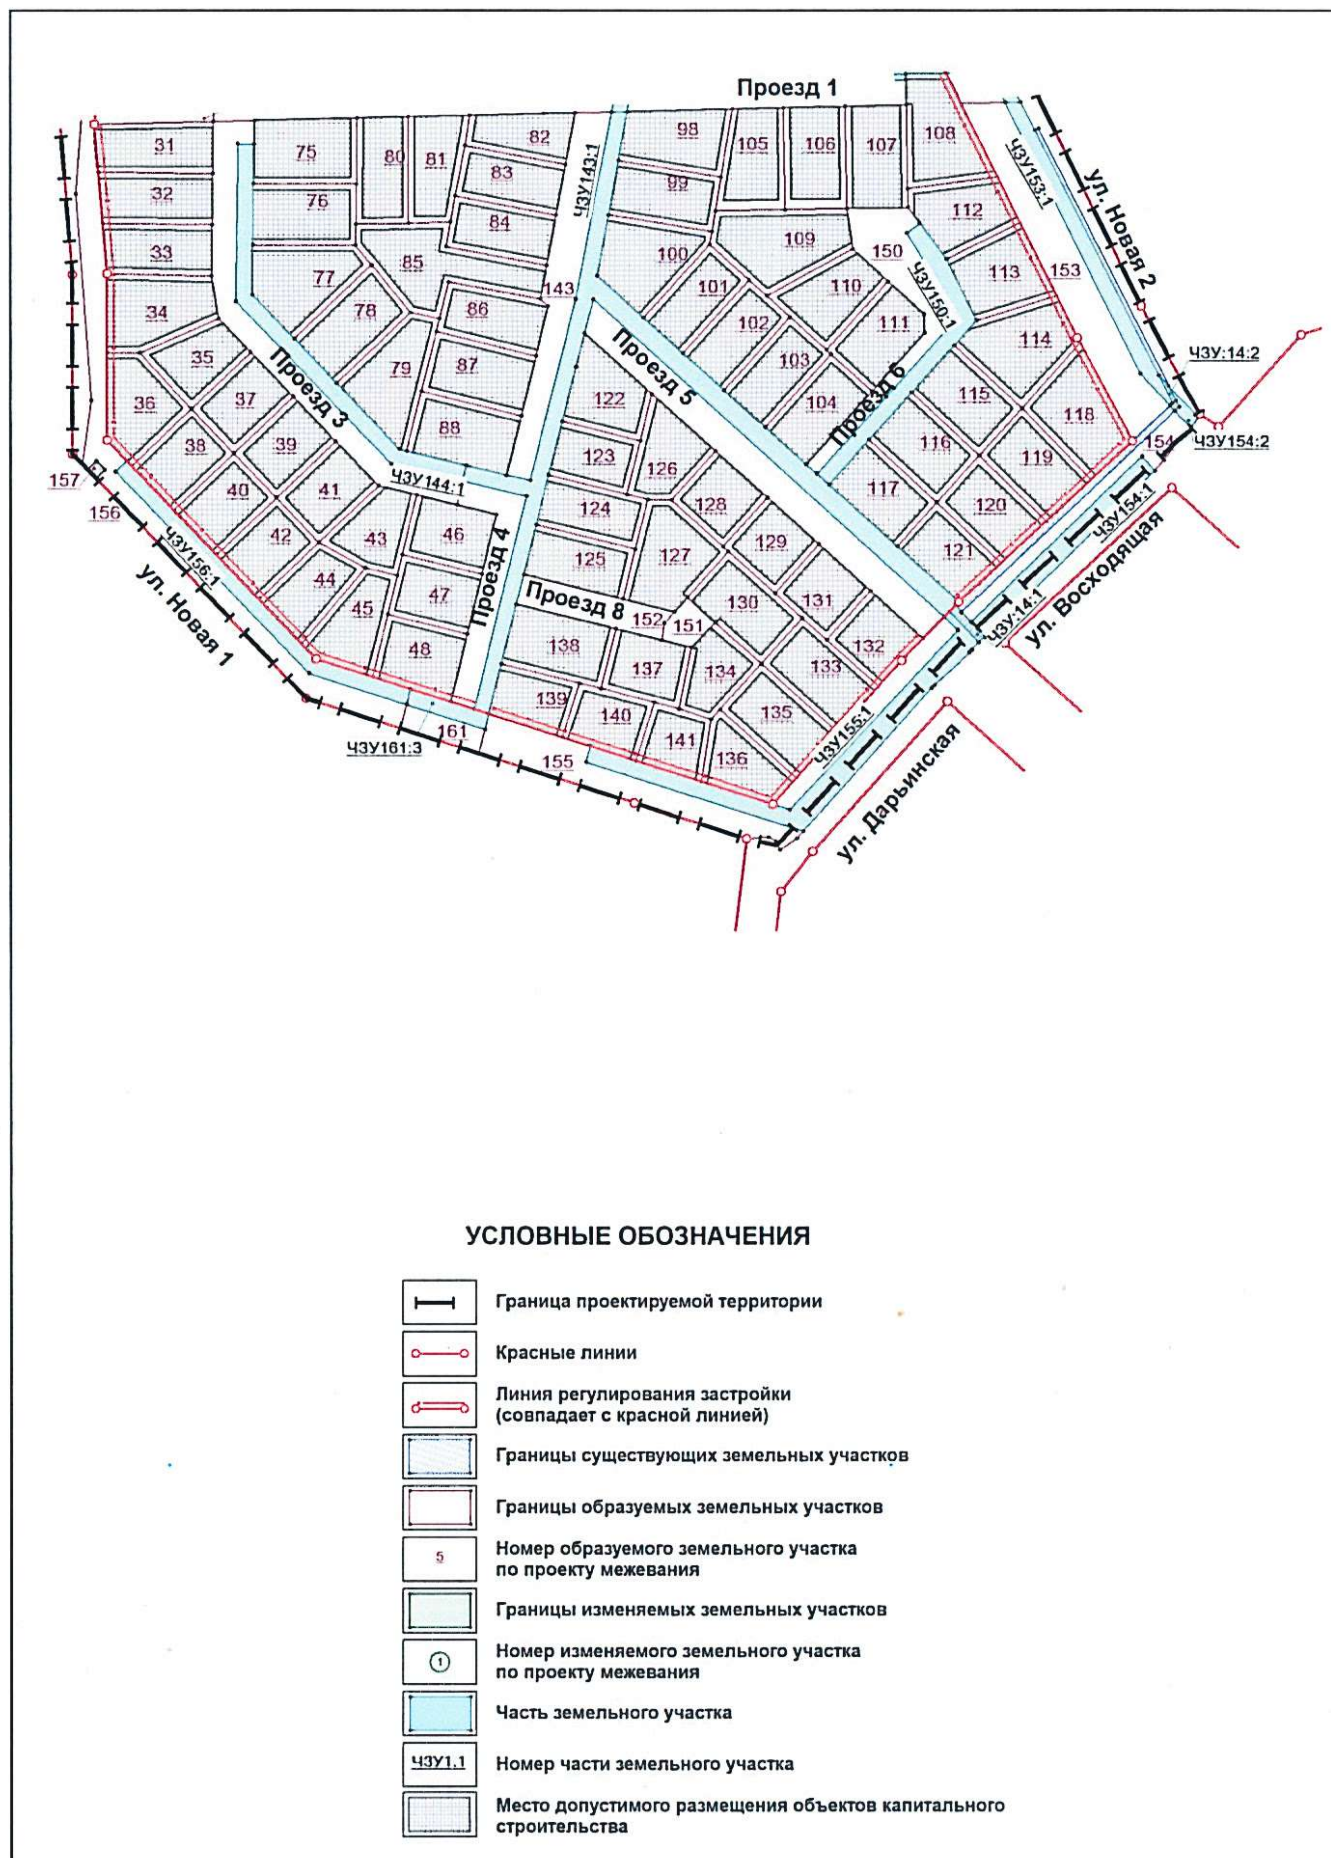 Проезд 1
31
75
80
81
82
98
105
106
107
108
ЧЗУ153:1
ул. Новая 2
32
76
83
ЧЗУ143:1
99
112
33
84
109
150
113
153
34
77
85
143
100
101
110
ЧЗУ150:1
35
78
86
102
111
114
ЧЗУ:14:2
36
37
Проезд 3
79
87
Проезд 5
103
Проезд 6
115
38
39
88
122
104
116
118
154
ЧЗУ154:2
157
156
40
41
ЧЗУ144:1
123
126
117
119
ЧЗУ154:1
ЧЗУ156:1
42
43
46
124
128
129
120
121
ул. Новая 1
44
45
47
Проезд 4
125
127
Проезд 8
152
151
130
131
ЧЗУ:14:1
ул. Восходящая
48
138
137
134
133
132
139
140
141
135
136
ЧЗУ155:1
161
ЧЗУ161:3
155
ул. Дарьинская
УСЛОВНЫЕ ОБОЗНАЧЕНИЯ
Граница проектируемой территории
Красные линии
Линия регулирования застройки
(совпадает с красной линией)
Границы существующих земельных участков
Границы образуемых земельных участков
5
Номер образуемого земельного участка
по проекту межевания
Границы изменяемых земельных участков
1
Номер изменяемого земельного участка
по проекту межевания
Часть земельного участка
ЧЗУ1.1
Номер части земельного участка
Место допустимого размещения объектов капитального
строительства